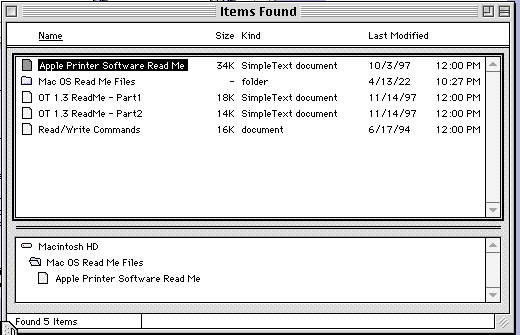 Items Found
Name Size Kind Last Modified
Apple Printer Software Read Me 34K SimpleText document 10/3/97 12:00 PM
Mac OS Read Me Files - folder 4/13/22 10:27 PM
OT 1.3 ReadMe - Part1 18K SimpleText document 11/14/97 12:00 PM
OT 1.3 ReadMe - Part2 14K SimpleText document 11/14/97 12:00 PM
Read/Write Commands 16K document 6/17/94 12:00 PM
Macintosh HD
Mac OS Read Me Files
Apple Printer Software Read Me
Found 5 Items